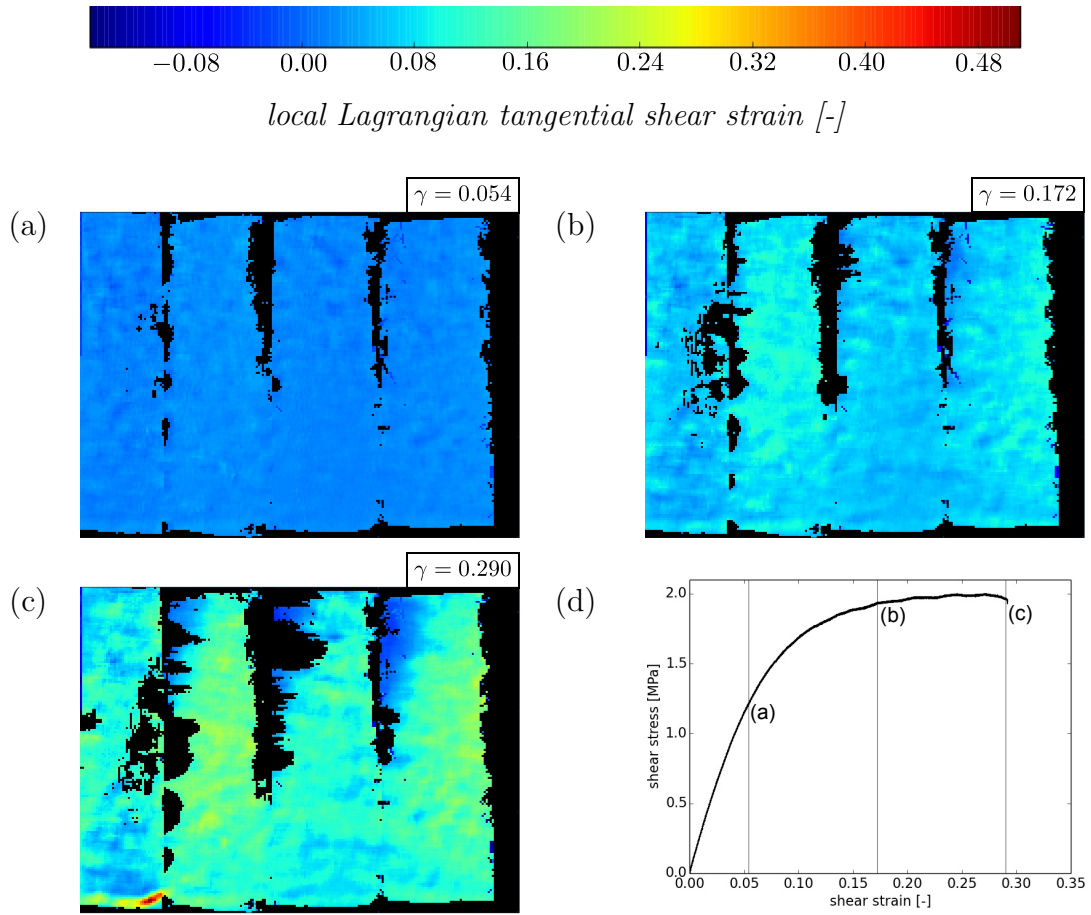 −0.08 0.00 0.08 0.16 0.24 0.32 0.40 0.48
local Lagrangian tangential shear strain [-]
γ = 0.054
(a)
γ = 0.172
(b)
γ = 0.290
(c)
(d)
2.0
1.5
1.0
0.5
0.0
shear stress [MPa]
(a)
(b)
(c)
0.00 0.05 0.10 0.15 0.20 0.25 0.30 0.35
shear strain [-]